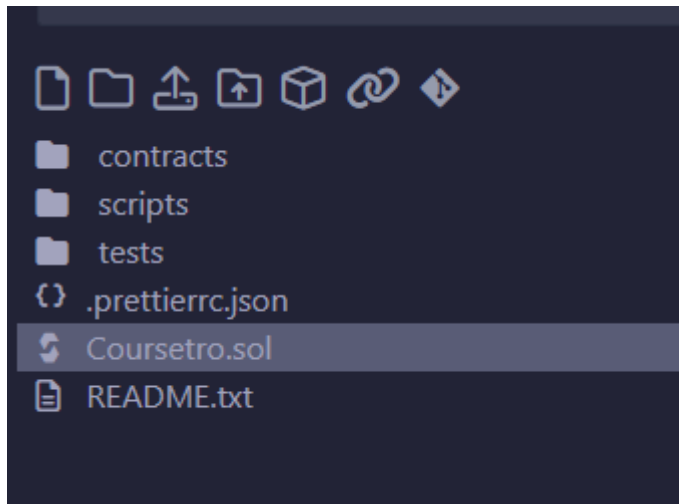 contracts
scripts
tests
.prettierrc.json
Coursetro.sol
README.txt